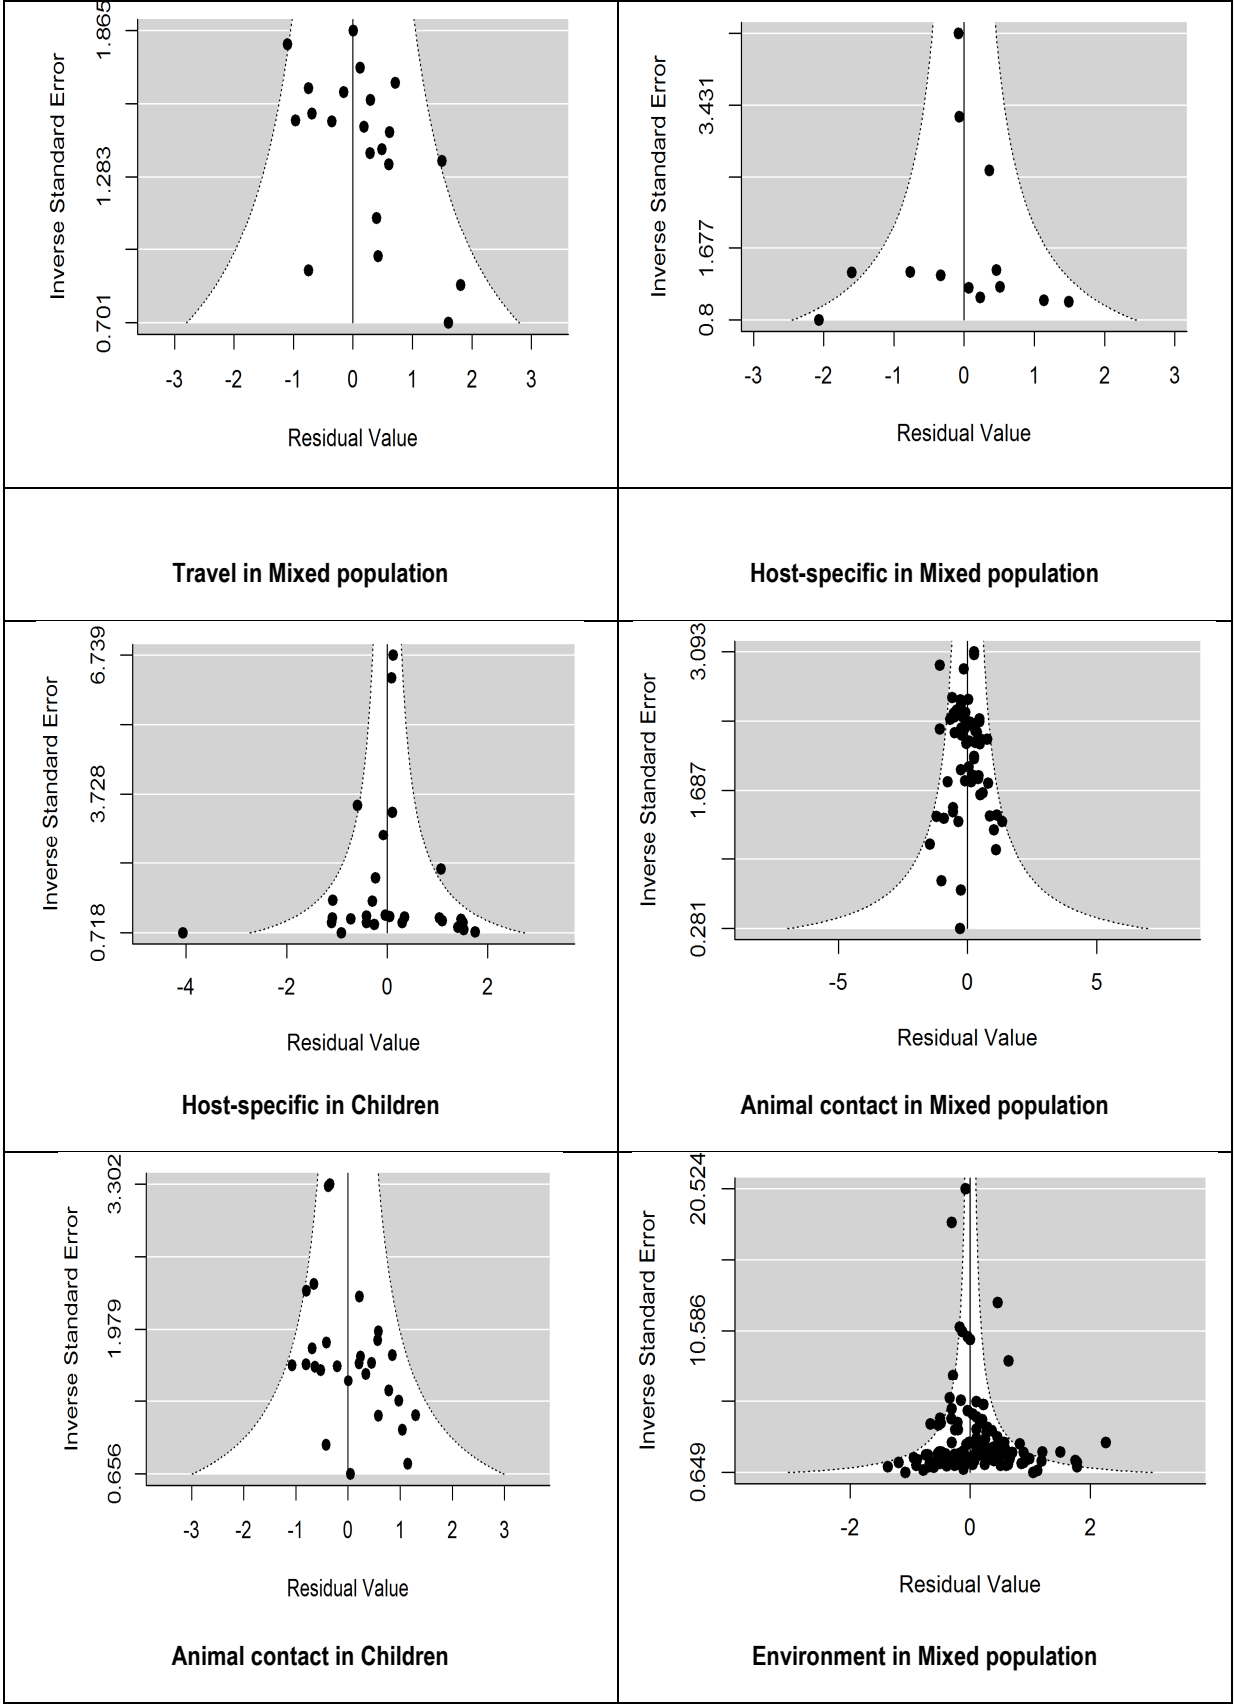 1.865
1.283
0.701
Inverse Standard Error
-3 -2 -1 0 1 2 3
Residual Value
Travel in Mixed population
3.431
1.677
0.8
Inverse Standard Error
-3 -2 -1 0 1 2 3
Residual Value
Host-specific in Mixed population
6.739
3.728
0.718
Inverse Standard Error
-4 -2 0 2
Residual Value
Host-specific in Children
3.093
1.687
0.281
Inverse Standard Error
-5 0 5
Residual Value
Animal contact in Mixed population
3.302
1.979
0.656
Inverse Standard Error
-3 -2 -1 0 1 2 3
Residual Value
Animal contact in Children
20.524
10.586
0.649
Inverse Standard Error
-2 0 2
Residual Value
Environment in Mixed population